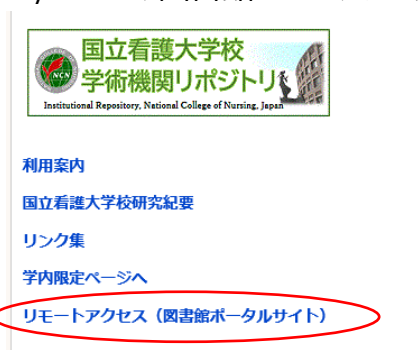 国立看護大学校
学術機関リポジトリ
NCN
Institutional Repository, National College of Nursing, Japan
利用案内
国立看護大学校研究紀要
リンク集
学内限定ページへ
リモートアクセス（図書館ポータルサイト）